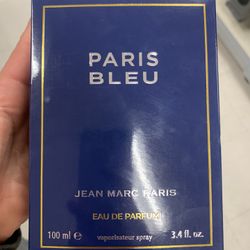 PARIS
BLEU
JEAN MARC PARIS
EAU DE PARFUM
100 ml e vaporisateur spray 3.4 fl. oz.